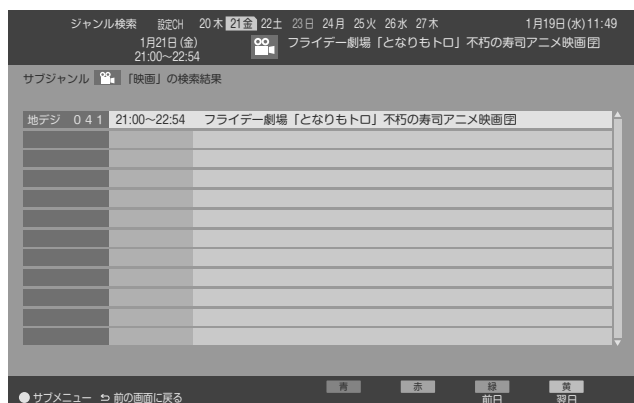 ジャンル検索 設定CH 20木 21金 22土 23日 24月 25火 26水 27木 1月19日(水)11:49
1月21日(金) フライデー劇場「となりもトロ」不朽の寿司アニメ映画🈑
21:00～22:54
サブジャンル 「映画」の検索結果
地デジ 041 21:00～22:54 フライデー劇場「となりもトロ」不朽の寿司アニメ映画🈑
青 赤 緑 黄
サブメニュー 前の画面に戻る 前日 翌日